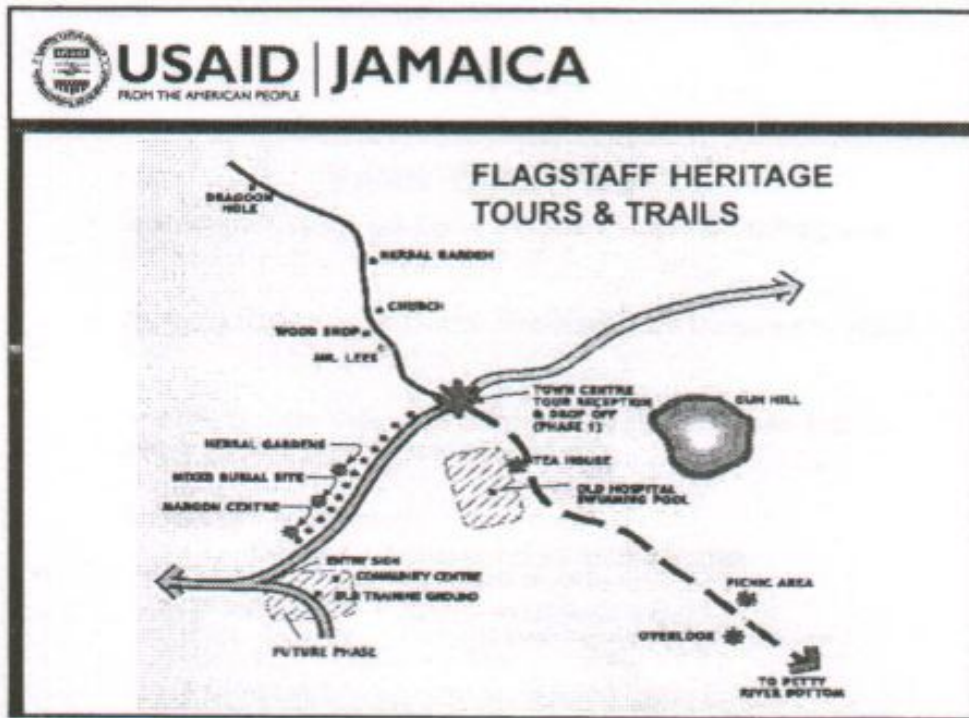 USAID
USAID | JAMAICA
FROM THE AMERICAN PEOPLE
FLAGSTAFF HERITAGE
TOURS & TRAILS
DRAGOON
HOLE
HERBAL GARDEN
CHURCH
WOOD SHOP
MR. LEES
TOWN CENTRE
TOUR RECEPTION
& DROP OFF
(PHASE 1)
GUN HILL
HERBAL GARDENS
MIXED BURIAL SITE
MAROON CENTRE
TEA HOUSE
OLD HOSPITAL
SWIMMING POOL
ENTRY SIGN
COMMUNITY CENTRE
OLD TRAINING GROUND
FUTURE PHASE
PICNIC AREA
OVERLOOK
TO PETTY
RIVER BOTTOM